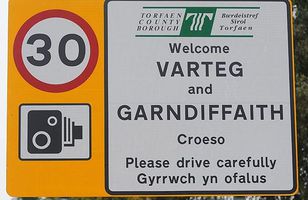 30
TORFAEN
COUNTY
BOROUGH
Bwrdeistref
Sirol
Torfaen
Welcome
VARTEG
and
GARNDIFFAITH
Croeso
Please drive carefully
Gyrrwch yn ofalus